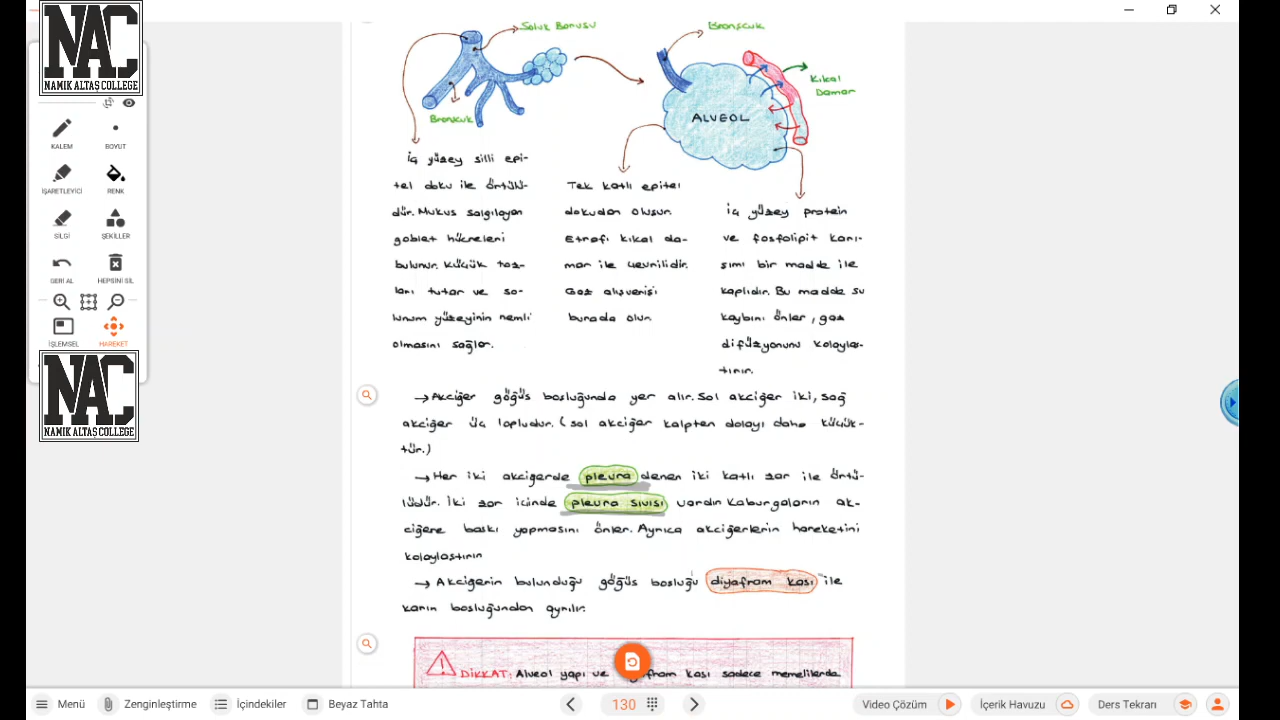 NAC
NAMIK ALTAS COLLEGE
KALEM
BOYUT
İŞARETLEYİCİ
RENK
SİLGİ
ŞEKİLLER
GERİ AL
HEPSİNİ SİL
İŞLEMSEL
HAREKET
NAC
NAMIK ALTAS COLLEGE
Soluk Borusu
Bronşcuk
Bronşcuk
ALVEOL
Kılcal
Damar
İç yüzey silli epi-
tel doku ile örtülü-
dür. Mukus salgılayan
goblet hücreleri
bulunur. Küçük toz-
ları tutar ve so-
lunum yüzeyinin nemli
olmasını sağlar.
Tek katlı epitel
dokudan oluşur.
Etrafı kılcal da-
mar ile çevrilidir.
Gaz alışverişi
burada olur.
İç yüzey protein
ve fosfolipit karı-
şımı bir madde ile
kaplıdır. Bu madde su
kaybını önler, gaz
difüzyonunu kolaylaş-
tırır.
→ Akciğer göğüs boşluğunda yer alır. Sol akciğer iki, sağ
akciğer üç lopludur. (sol akciğer kalpten dolayı daha küçük-
tür.)
→ Her iki akciğerde pleura denen iki katlı zar ile örtü-
lüdür. İki zar içinde pleura sıvısı vardır. Kaburgaların ak-
ciğere baskı yapmasını önler. Ayrıca akciğerlerin hareketini
kolaylaştırır.
→ Akciğerin bulunduğu göğüs boşluğu diyafram kası ile
karın boşluğundan ayrılır.
DİKKAT: Alveol yapı ve kası sadece memelilerde
Menü
Zenginleştirme
İçindekiler
Beyaz Tahta
130
Video Çözüm
İçerik Havuzu
Ders Tekrarı